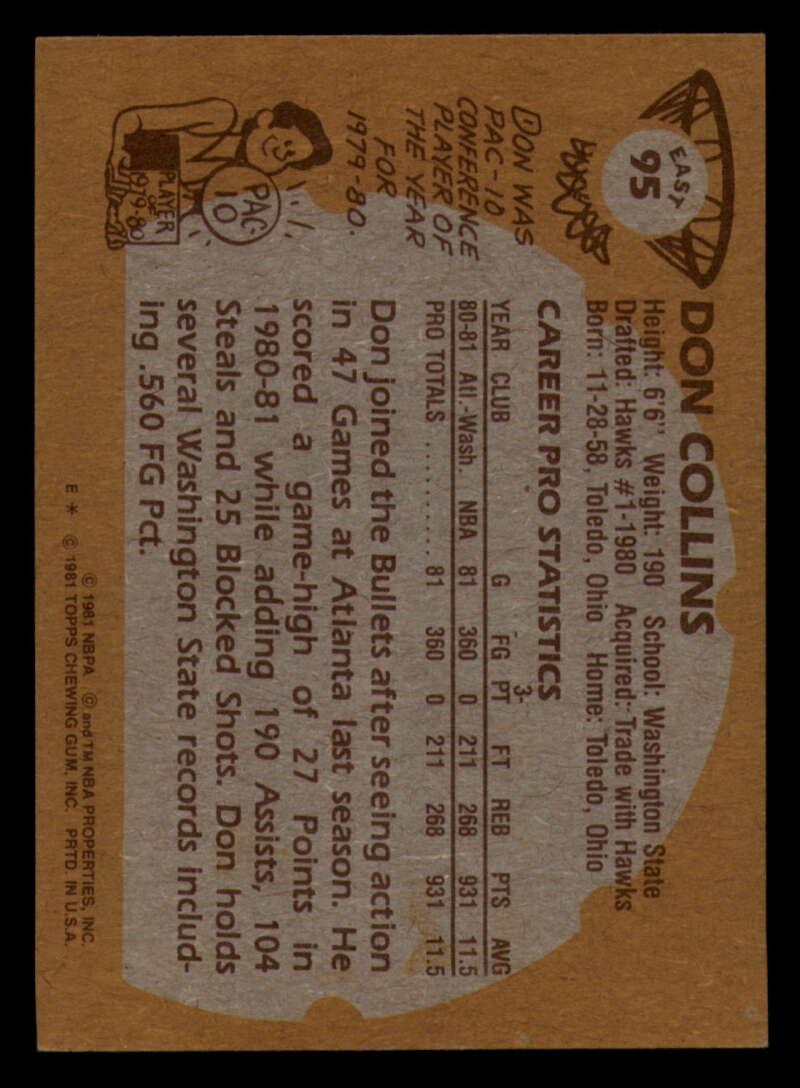 EAST
95
DON COLLINS
Height: 6'6" Weight: 190 School: Washington State
Drafted: Hawks #1-1980 Acquired: Trade with Hawks
Born: 11-28-58, Toledo, Ohio Home: Toledo, Ohio
CAREER PRO STATISTICS
3-
YEAR CLUB G FG PT FT REB PTS AVG
80-81 Atl.-Wash. NBA 81 360 0 211 268 931 11.5
PRO TOTALS .......... 81 360 0 211 268 931 11.5
DON WAS
PAC-10
CONFERENCE
PLAYER OF
THE YEAR
FOR
1979-80.
PAC
10
PLAYER
OF
1979-80
Don joined the Bullets after seeing action
in 47 Games at Atlanta last season. He
scored a game-high of 27 Points in
1980-81 while adding 190 Assists, 104
Steals and 25 Blocked Shots. Don holds
several Washington State records includ-
ing .560 FG Pct.
© 1981 NBPA © and TM NBA PROPERTIES, INC.
E * © 1981 TOPPS CHEWING GUM, INC. PRTD. IN U.S.A.